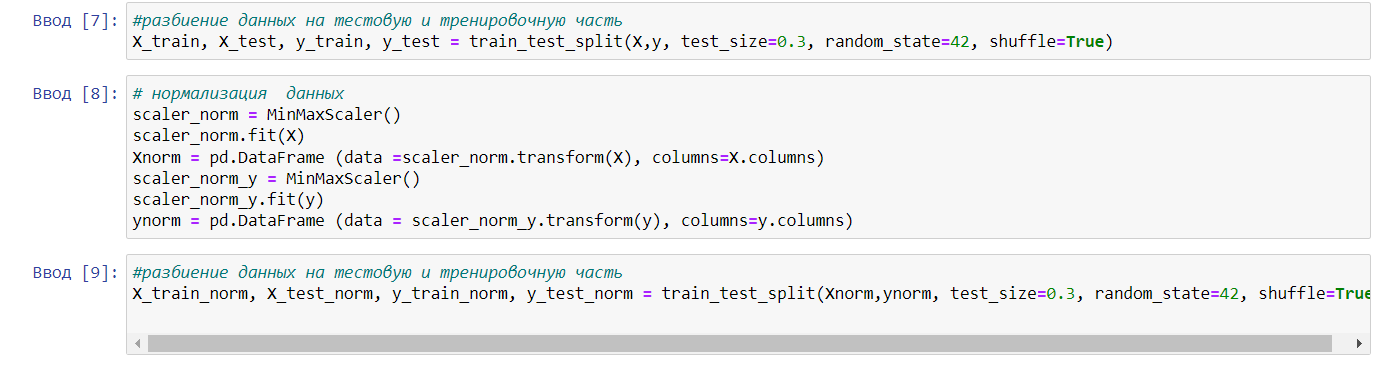 Ввод [7]: #разбиение данных на тестовую и тренировочную часть
X_train, X_test, y_train, y_test = train_test_split(X,y, test_size=0.3, random_state=42, shuffle=True)
Ввод [8]: # нормализация  данных
scaler_norm = MinMaxScaler()
scaler_norm.fit(X)
Xnorm = pd.DataFrame (data =scaler_norm.transform(X), columns=X.columns)
scaler_norm_y = MinMaxScaler()
scaler_norm_y.fit(y)
ynorm = pd.DataFrame (data = scaler_norm_y.transform(y), columns=y.columns)
Ввод [9]: #разбиение данных на тестовую и тренировочную часть
X_train_norm, X_test_norm, y_train_norm, y_test_norm = train_test_split(Xnorm,ynorm, test_size=0.3, random_state=42, shuffle=True